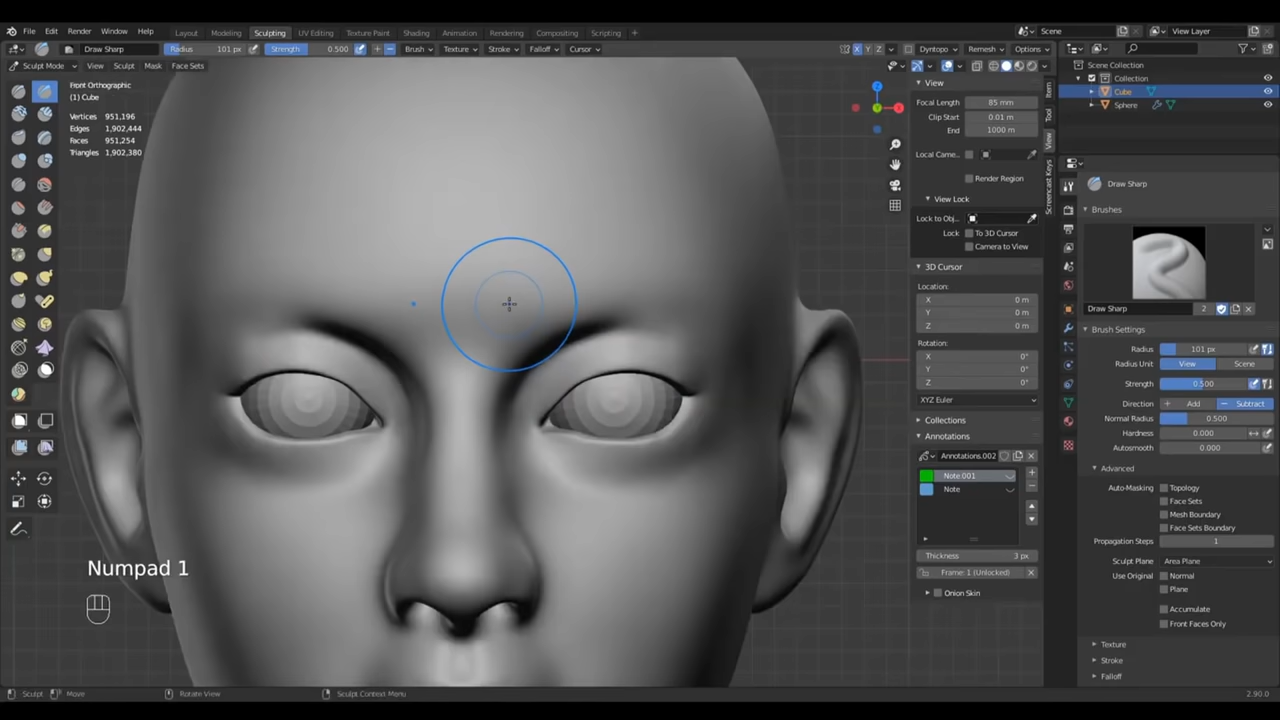 File Edit Render Window Help Layout Modeling Sculpting UV Editing Texture Paint Shading Animation Rendering Compositing Scripting Scene View Layer
Draw Sharp Radius 101 px Strength 0.500 Brush Texture Stroke Falloff Cursor X Y Z Dyntopo Remesh Options
Sculpt Mode View Sculpt Mask Face Sets
Front Orthographic
(1) Cube
Vertices 951,196
Edges 1,902,444
Faces 951,254
Triangles 1,902,380
Numpad 1
Z
X
Y
View
Focal Length 85 mm
Clip Start 0.01 m
End 1000 m
Local Came...
Render Region
View Lock
Lock to Obj...
Lock To 3D Cursor
Camera to View
3D Cursor
Location:
X 0 m
Y 0 m
Z 0 m
Rotation:
X 0°
Y 0°
Z 0°
XYZ Euler
Collections
Annotations
Annotations.002
Note.001
Note
Thickness 3 px
Frame: 1 (Unlocked)
Onion Skin
Item
Tool
View
Screencast Keys
Scene Collection
Collection
Cube
Sphere
Draw Sharp
Brushes
Draw Sharp 2
Brush Settings
Radius 101 px
Radius Unit View Scene
Strength 0.500
Direction Add Subtract
Normal Radius 0.500
Hardness 0.000
Autosmooth 0.000
Advanced
Auto-Masking Topology
Face Sets
Mesh Boundary
Face Sets Boundary
Propagation Steps 1
Sculpt Plane Area Plane
Use Original Normal
Plane
Accumulate
Front Faces Only
Texture
Stroke
Falloff
Sculpt Move Rotate View Sculpt Context Menu 2.90.0